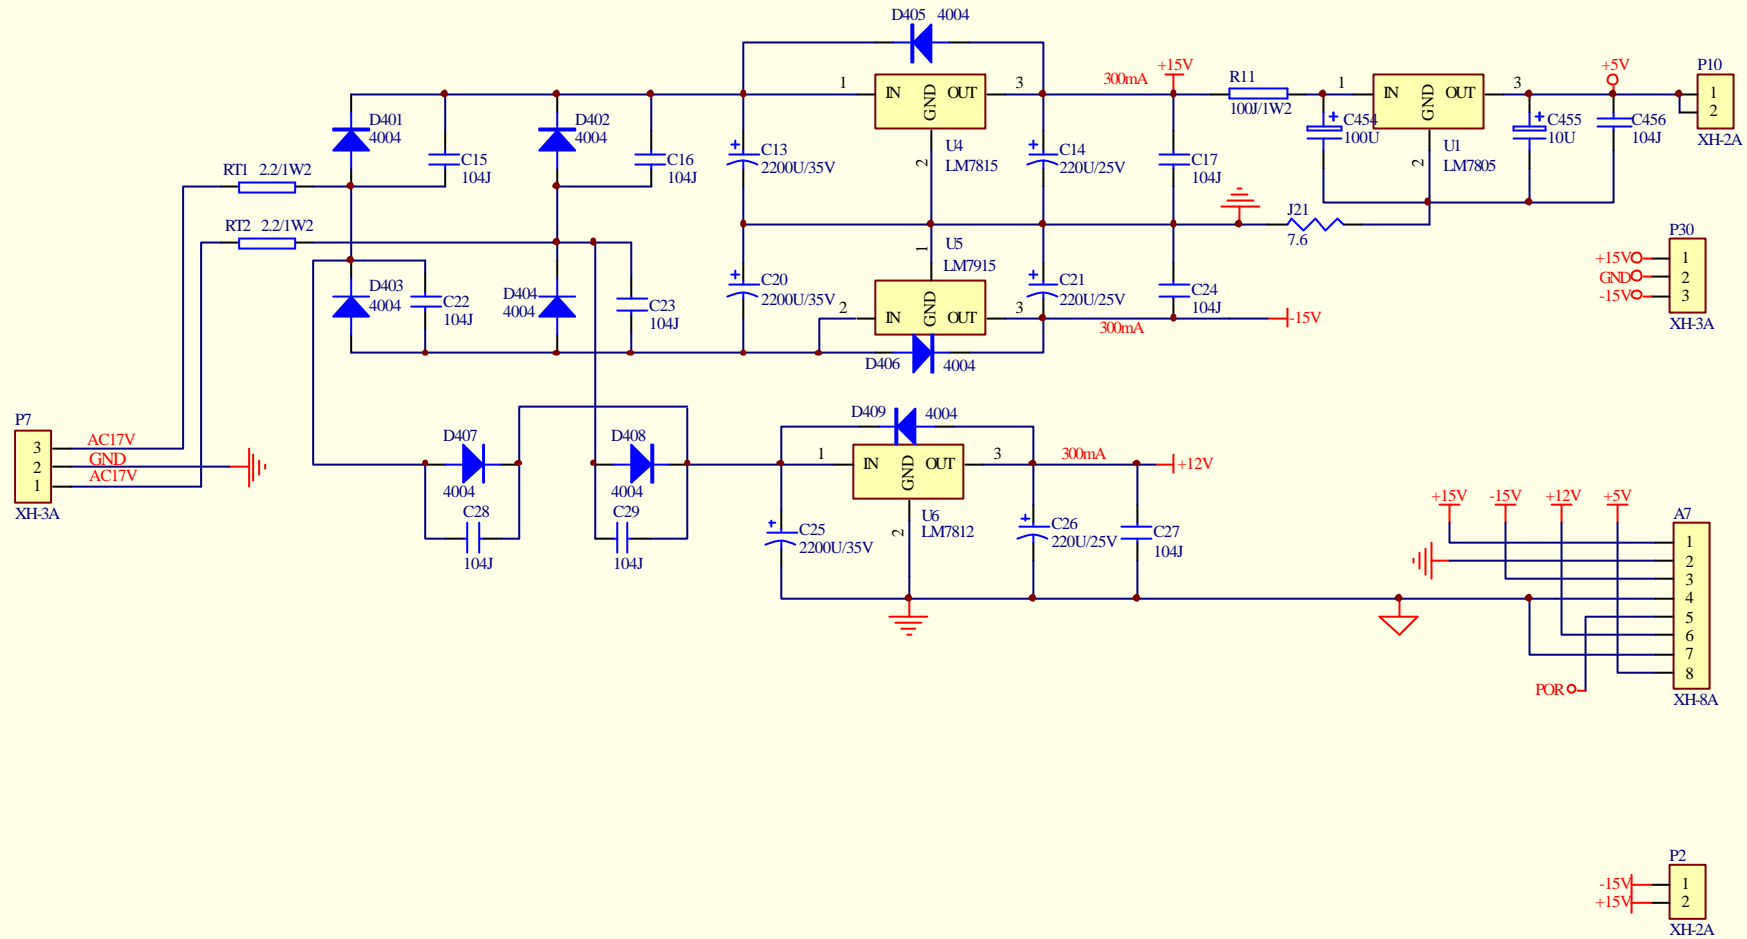 D405 4004
1 IN GND OUT 3
2
U4
LM7815
300mA
+15V
R11
100J/1W2
1 IN GND OUT 3
2
U1
LM7805
+5V
P10
1
2
XH-2A
D401
4004
C15
104J
D402
4004
C16
104J
+
C13
2200U/35V
+
C14
220U/25V
C17
104J
+
C454
100U
+
C455
10U
C456
104J
RT1 2.2/1W2
RT2 2.2/1W2
J21
7.6
P30
+15V 1
GND 2
-15V 3
XH-3A
1
U5
LM7915
2 IN GND OUT 3
D403
4004
C22
104J
D404
4004
C23
104J
+
C20
2200U/35V
+
C21
220U/25V
C24
104J
300mA
-15V
D406 4004
P7
3 AC17V
2 GND
1 AC17V
XH-3A
D407
4004
C28
104J
D408
4004
C29
104J
D409 4004
1 IN GND OUT 3
2
U6
LM7812
300mA
+12V
+
C25
2200U/35V
+
C26
220U/25V
C27
104J
+15V -15V +12V +5V
A7
1
2
3
4
5
6
7
8
POR
XH-8A
P2
-15V 1
+15V 2
XH-2A